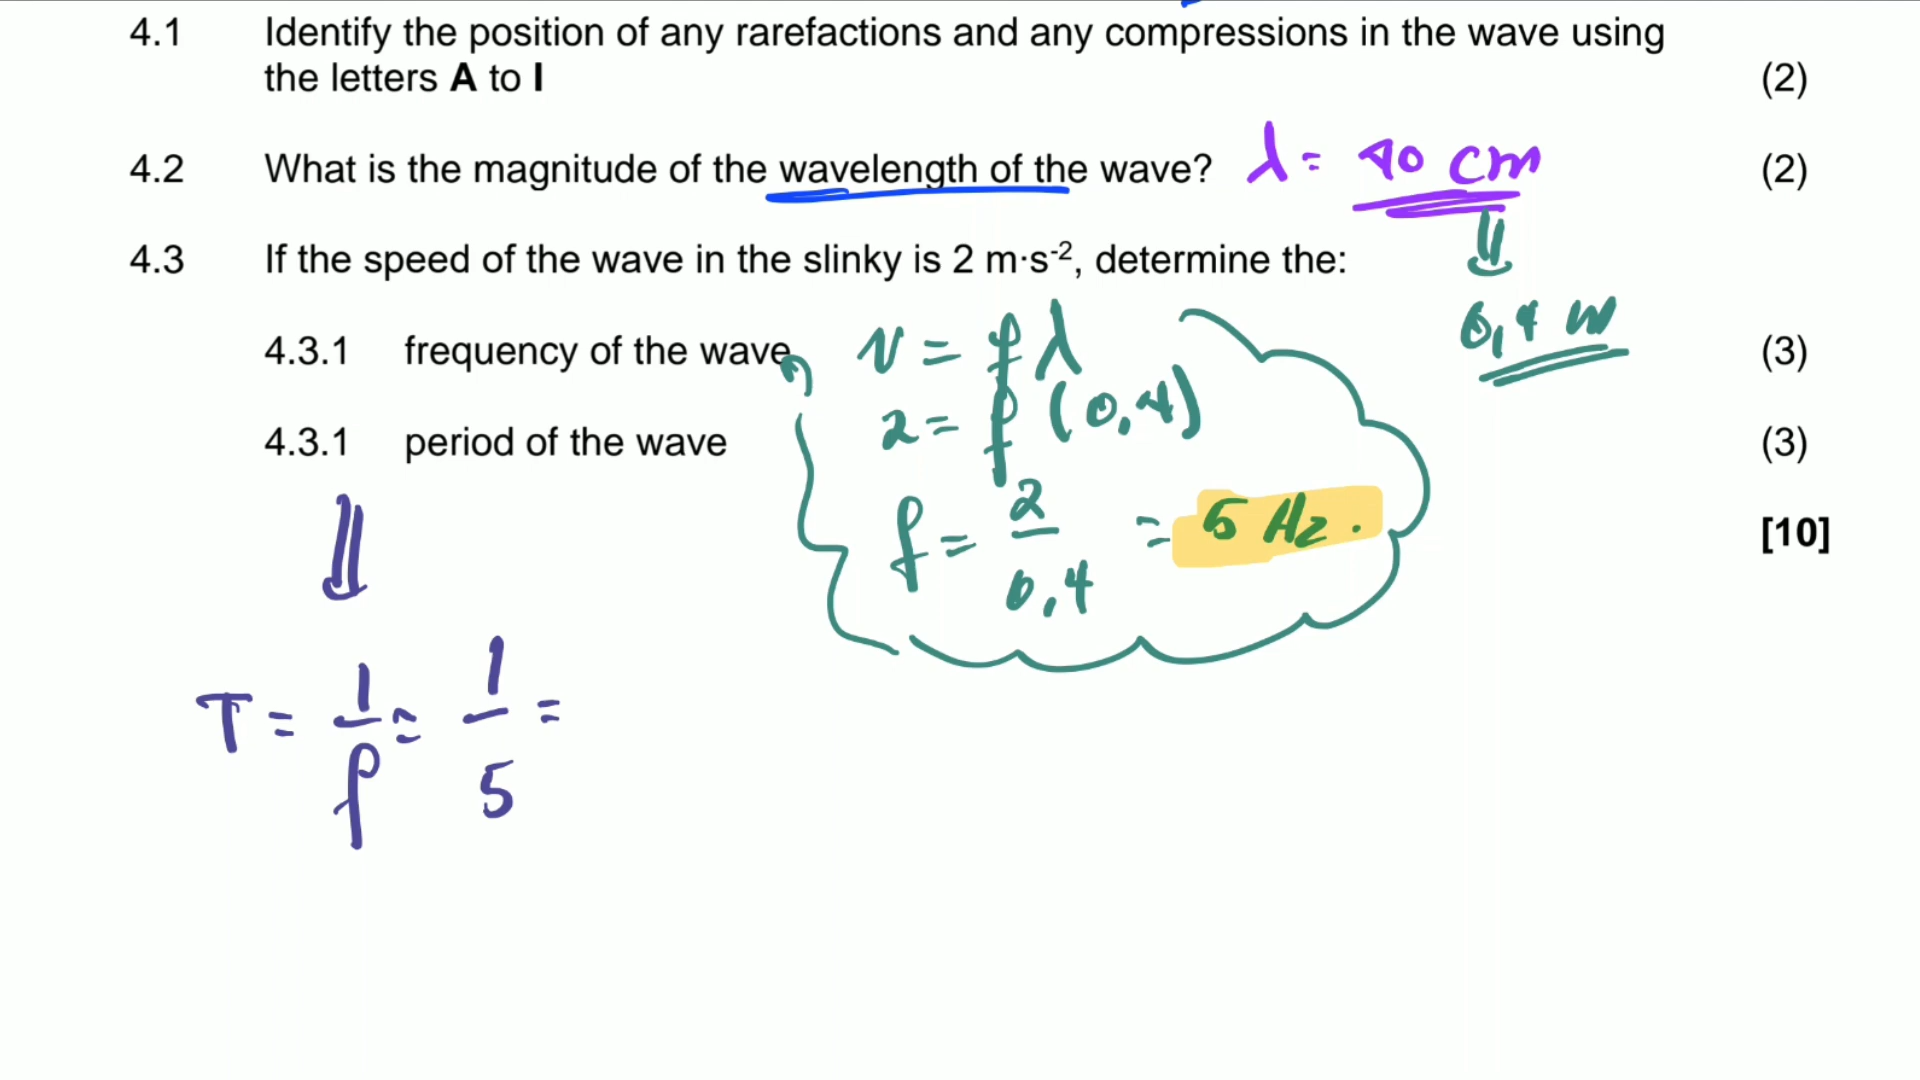 4.1 Identify the position of any rarefactions and any compressions in the wave using
the letters A to I (2)
4.2 What is the magnitude of the wavelength of the wave? λ = 40 cm (2)
4.3 If the speed of the wave in the slinky is 2 m·s⁻², determine the:
0,4 m
4.3.1 frequency of the wave (3)
v = fλ
2 = f (0,4)
4.3.1 period of the wave (3)
f = 2/0,4 = 5 Hz.
[10]
T = 1/f = 1/5 =